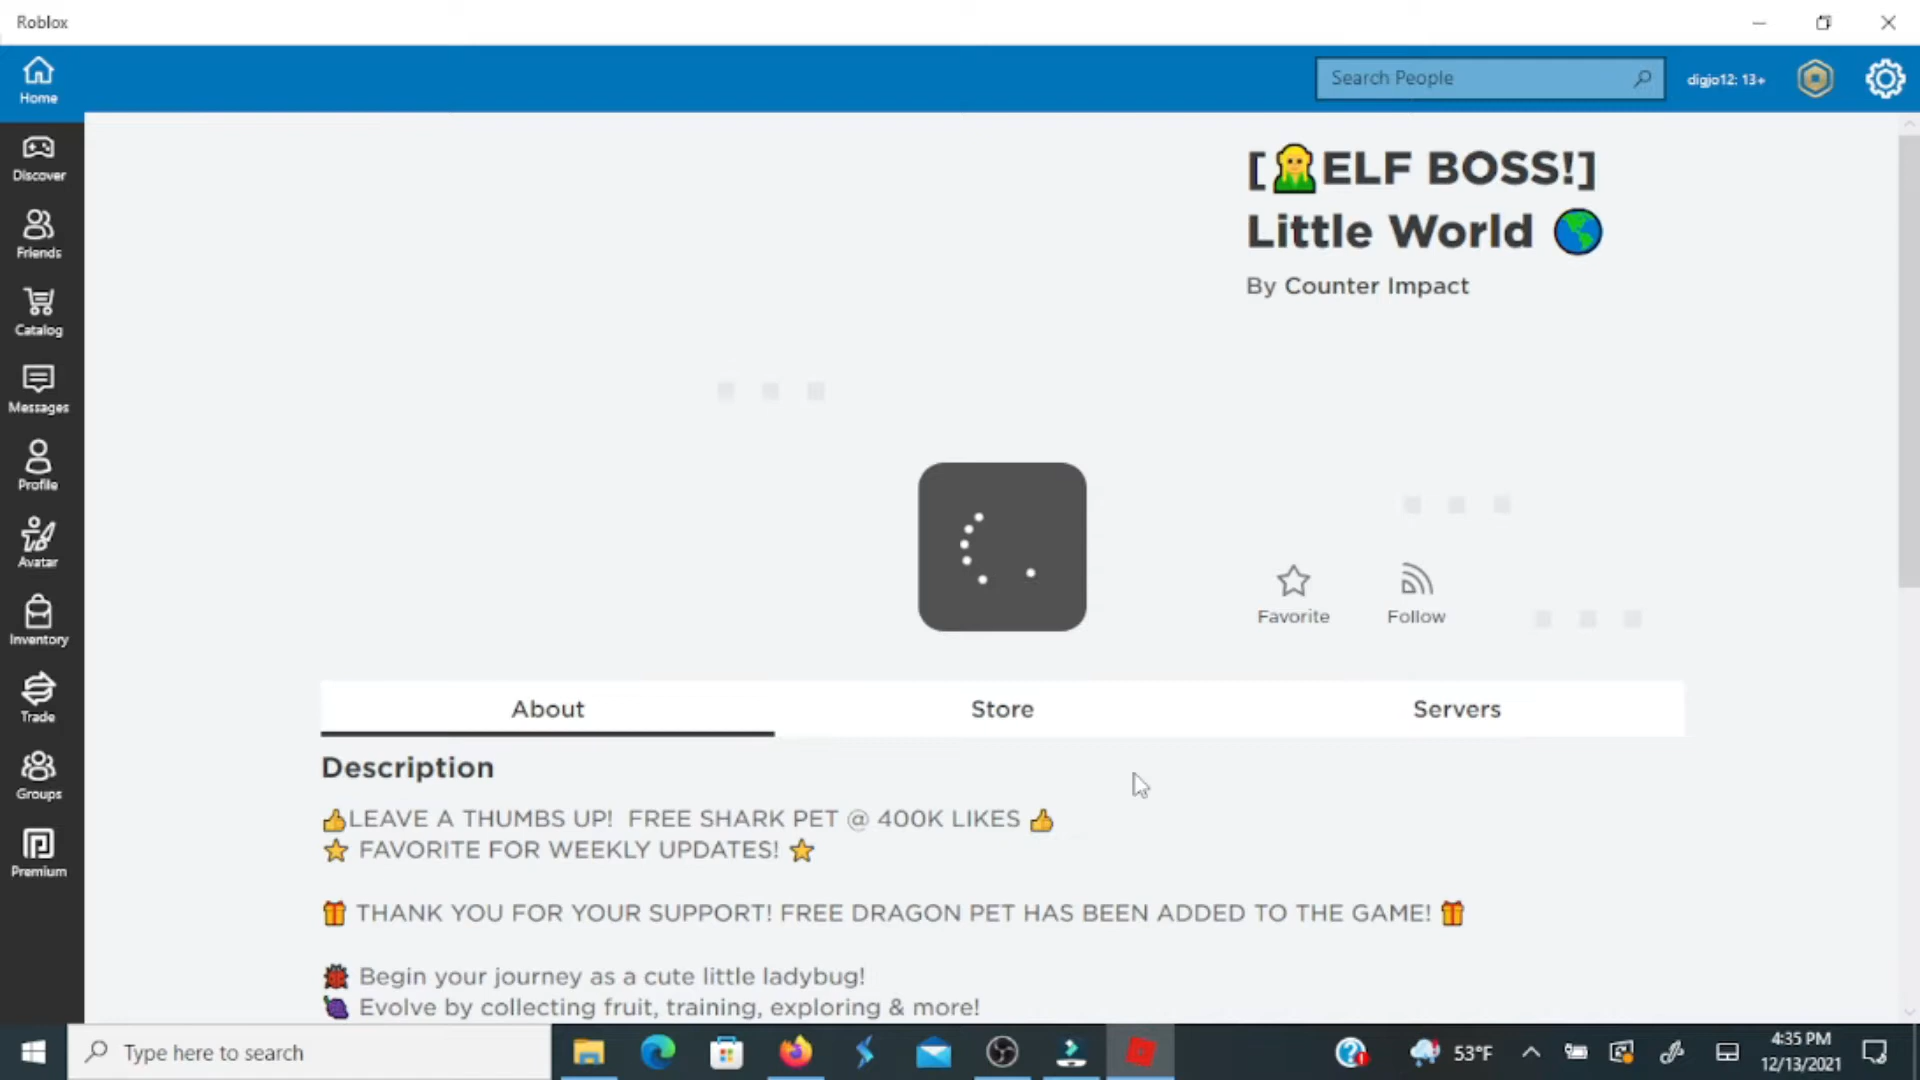 Roblox
Home
Search People
digjo12: 13+
Discover
Friends
Catalog
Messages
Profile
Avatar
Inventory
Trade
Groups
Premium
[🧝ELF BOSS!]
Little World 🌎
By Counter Impact
Favorite
Follow
About
Store
Servers
Description
👍LEAVE A THUMBS UP! FREE SHARK PET @ 400K LIKES 👍
⭐ FAVORITE FOR WEEKLY UPDATES! ⭐
🎁 THANK YOU FOR YOUR SUPPORT! FREE DRAGON PET HAS BEEN ADDED TO THE GAME! 🎁
🐞 Begin your journey as a cute little ladybug!
🍇 Evolve by collecting fruit, training, exploring & more!
Type here to search
53°F
4:35 PM
12/13/2021